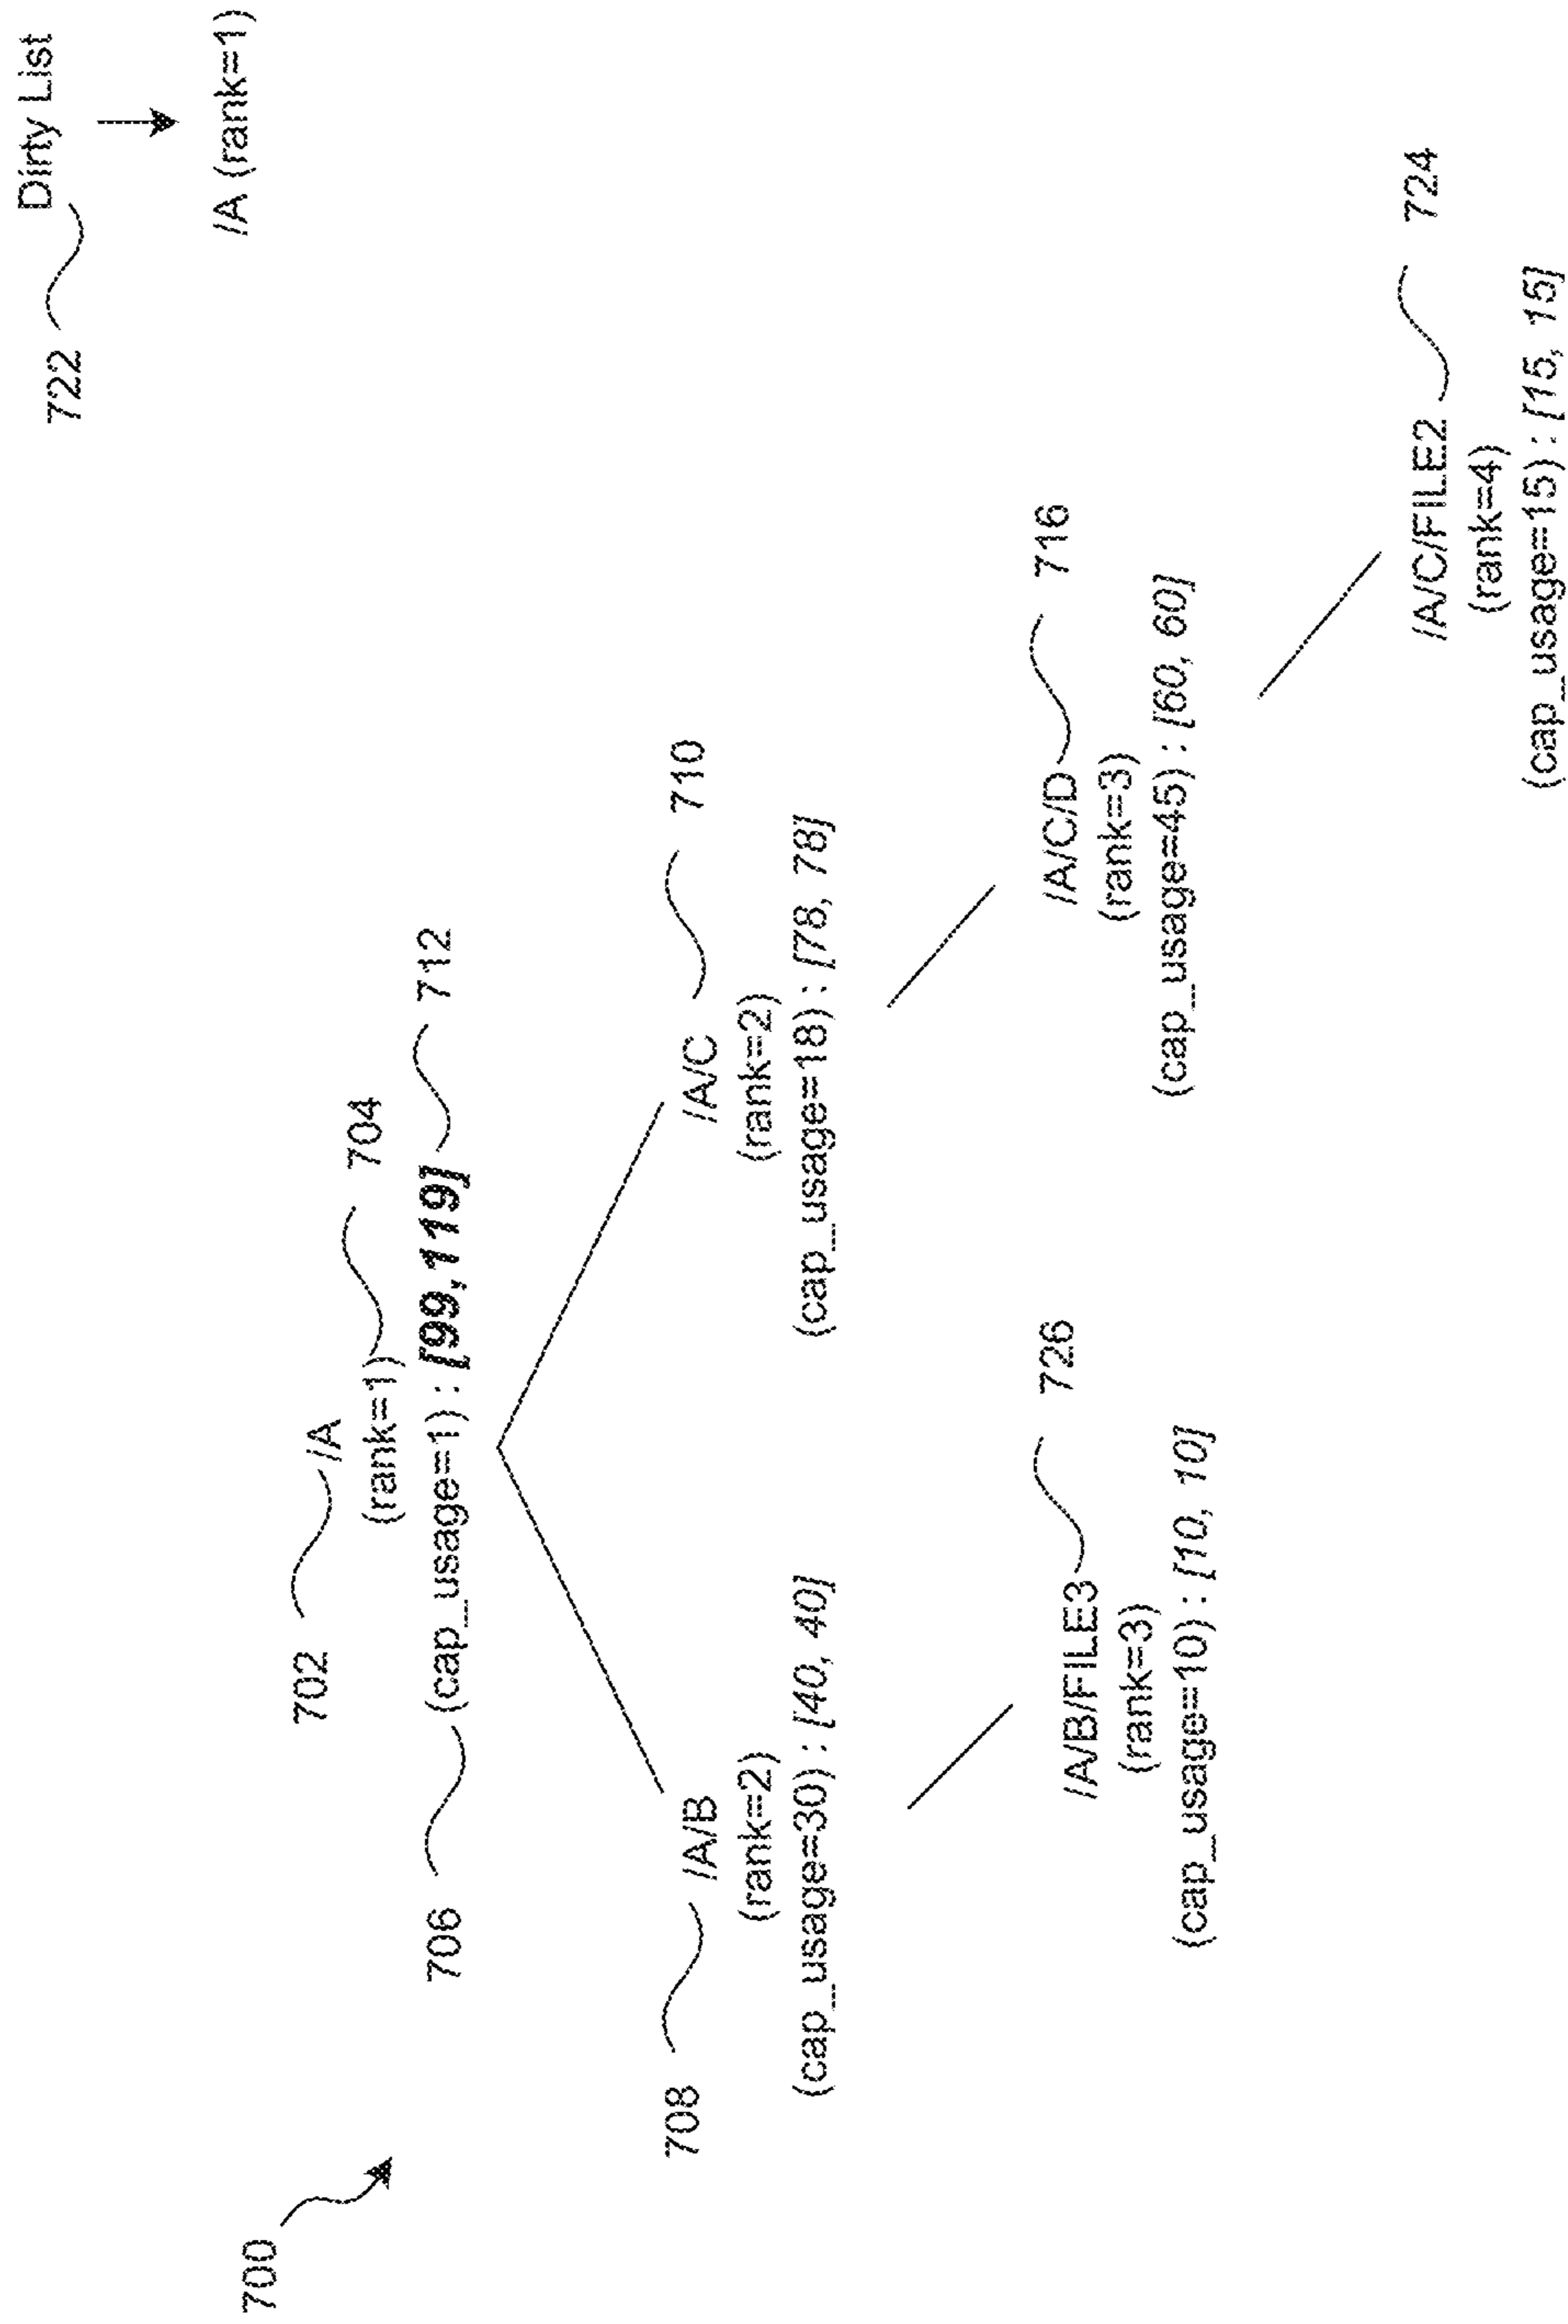 700
Dirty List
722
/A (rank=1)
702
/A
(rank=1)
704
706
(cap_usage=1) : [99,119]
712
708
/A/B
(rank=2)
(cap_usage=30) : [40, 40]
/A/C
710
(rank=2)
(cap_usage=18) : [78, 78]
/A/B/FILE3
726
(rank=3)
(cap_usage=10) : [10, 10]
/A/C/D
716
(rank=3)
(cap_usage=45) : [60, 60]
/A/C/FILE2
724
(rank=4)
(cap_usage=15) : [15, 15]